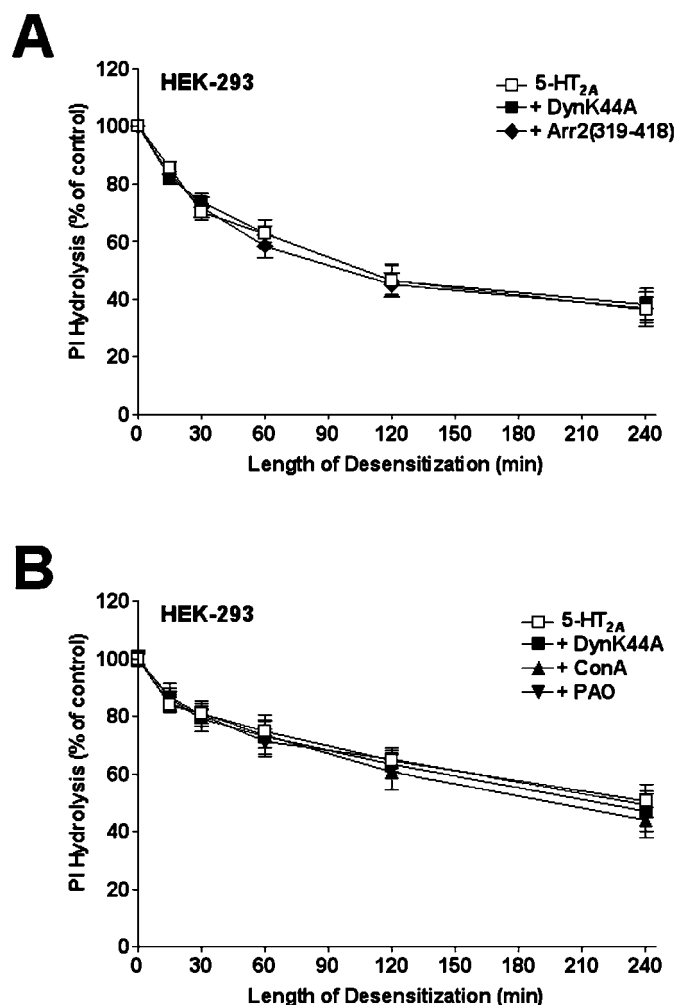 A
HEK-293
5-HT2A
+ DynK44A
+ Arr2(319-418)
120
100
80
60
40
20
0
PI Hydrolysis (% of control)
0 30 60 90 120 150 180 210 240
Length of Desensitization (min)
B
HEK-293
5-HT2A
+ DynK44A
+ ConA
+ PAO
120
100
80
60
40
20
0
PI Hydrolysis (% of control)
0 30 60 90 120 150 180 210 240
Length of Desensitization (min)